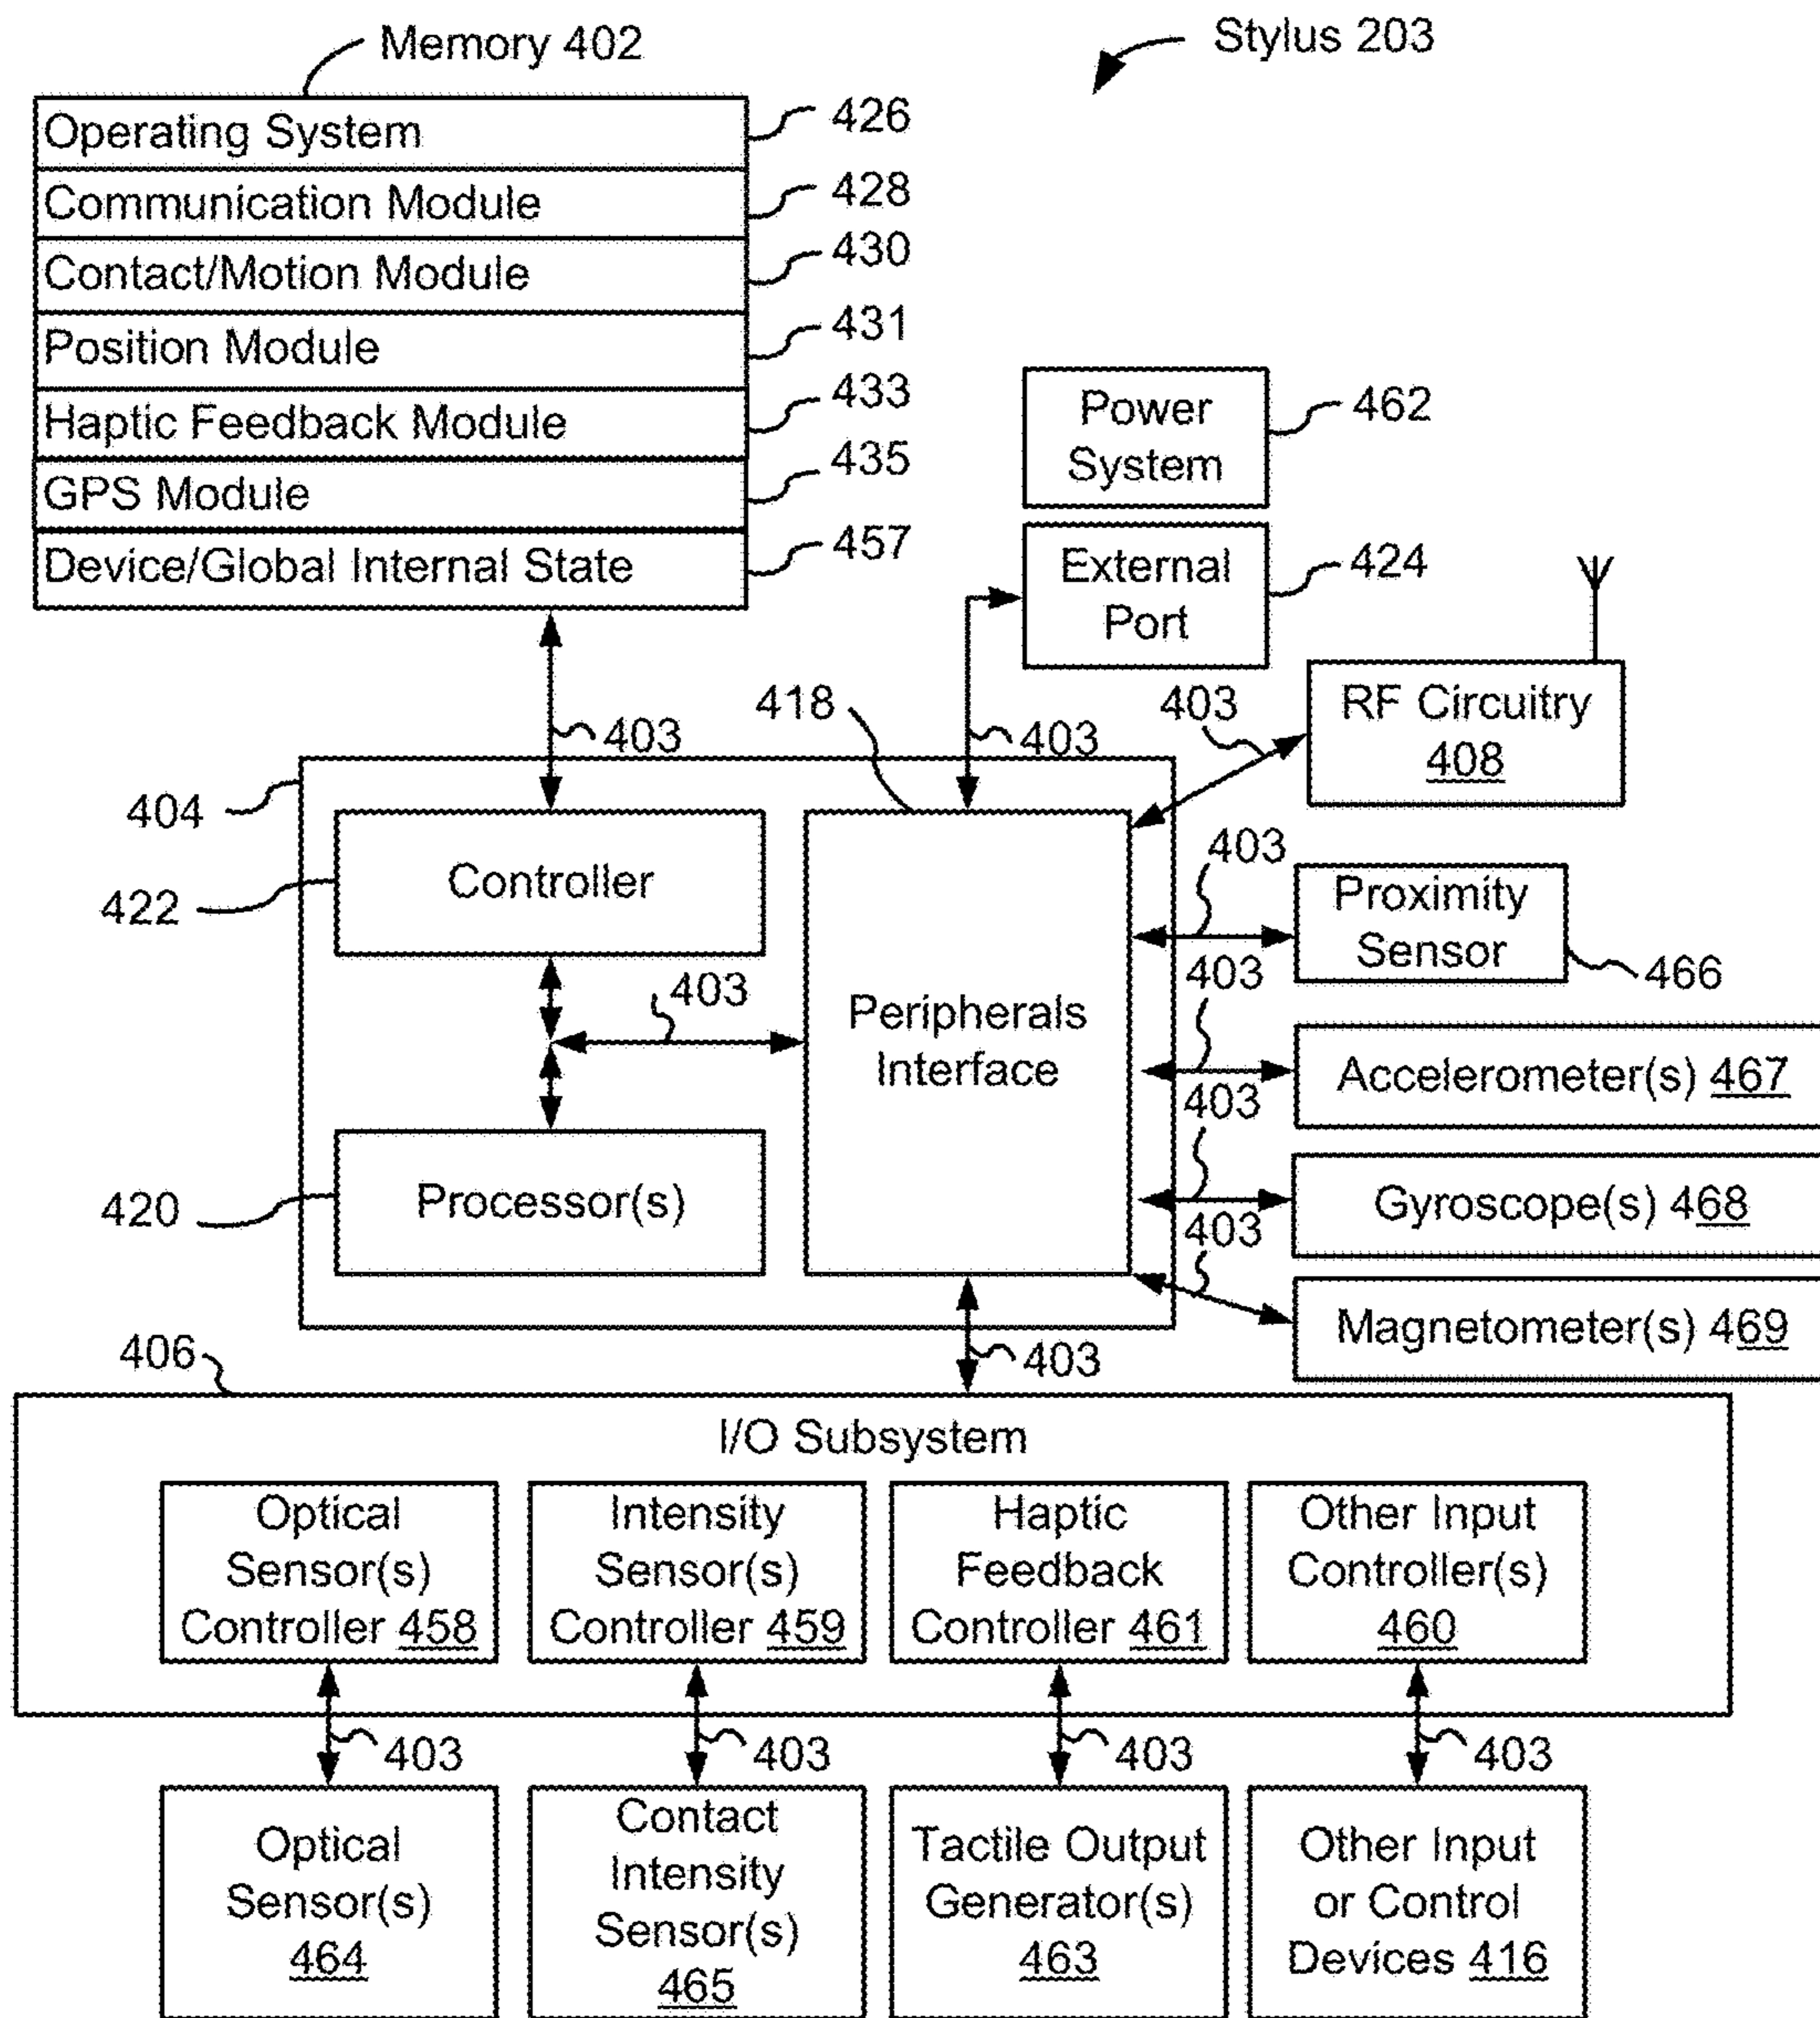 Memory 402
Stylus 203
Operating System
426
Communication Module
428
Contact/Motion Module
430
Position Module
431
Haptic Feedback Module
433
GPS Module
435
Device/Global Internal State
457
Power
System
462
External
Port
424
RF Circuitry
408
403
403
418
403
404
Controller
422
403
Peripherals
Interface
Processor(s)
420
403
Proximity
Sensor
466
403
Accelerometer(s) 467
403
Gyroscope(s) 468
403
Magnetometer(s) 469
403
406
I/O Subsystem
Optical
Sensor(s)
Controller 458
Intensity
Sensor(s)
Controller 459
Haptic
Feedback
Controller 461
Other Input
Controller(s)
460
403
403
403
403
Optical
Sensor(s)
464
Contact
Intensity
Sensor(s)
465
Tactile Output
Generator(s)
463
Other Input
or Control
Devices 416